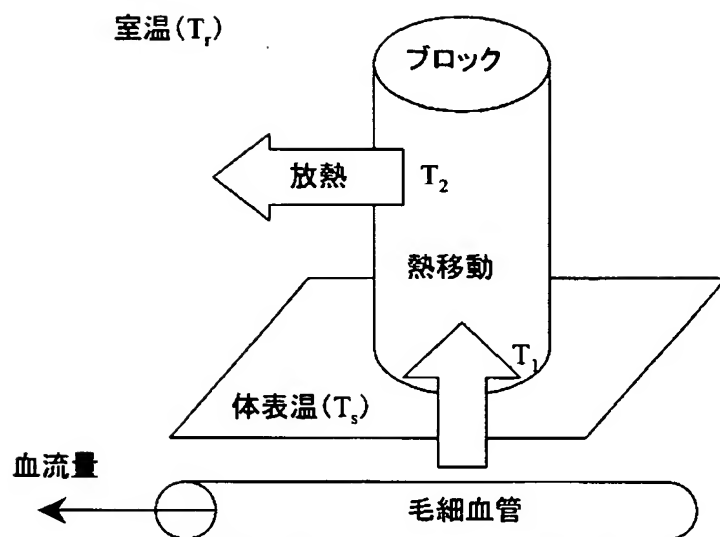 室温(Tr)
ブロック
放熱
T2
熱移動
T1
体表温(Ts)
血流量
毛細血管